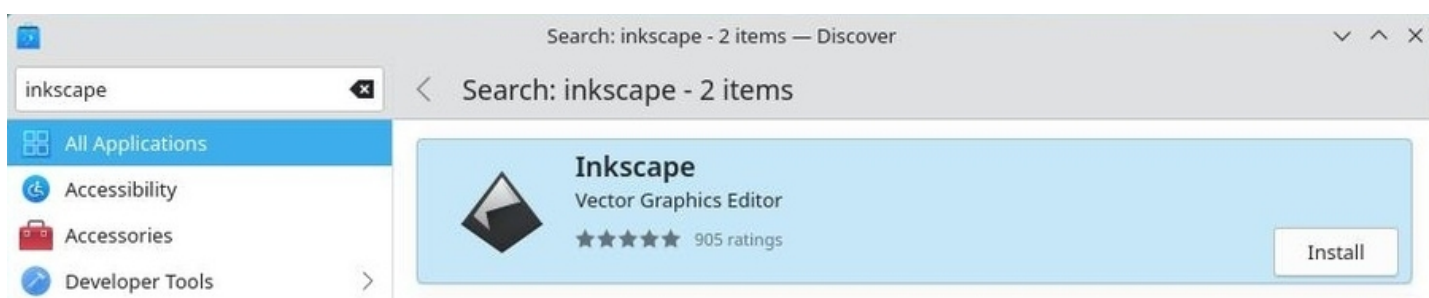 Search: inkscape - 2 items — Discover
inkscape
Search: inkscape - 2 items
All Applications
Accessibility
Accessories
Developer Tools
Inkscape
Vector Graphics Editor
905 ratings
Install